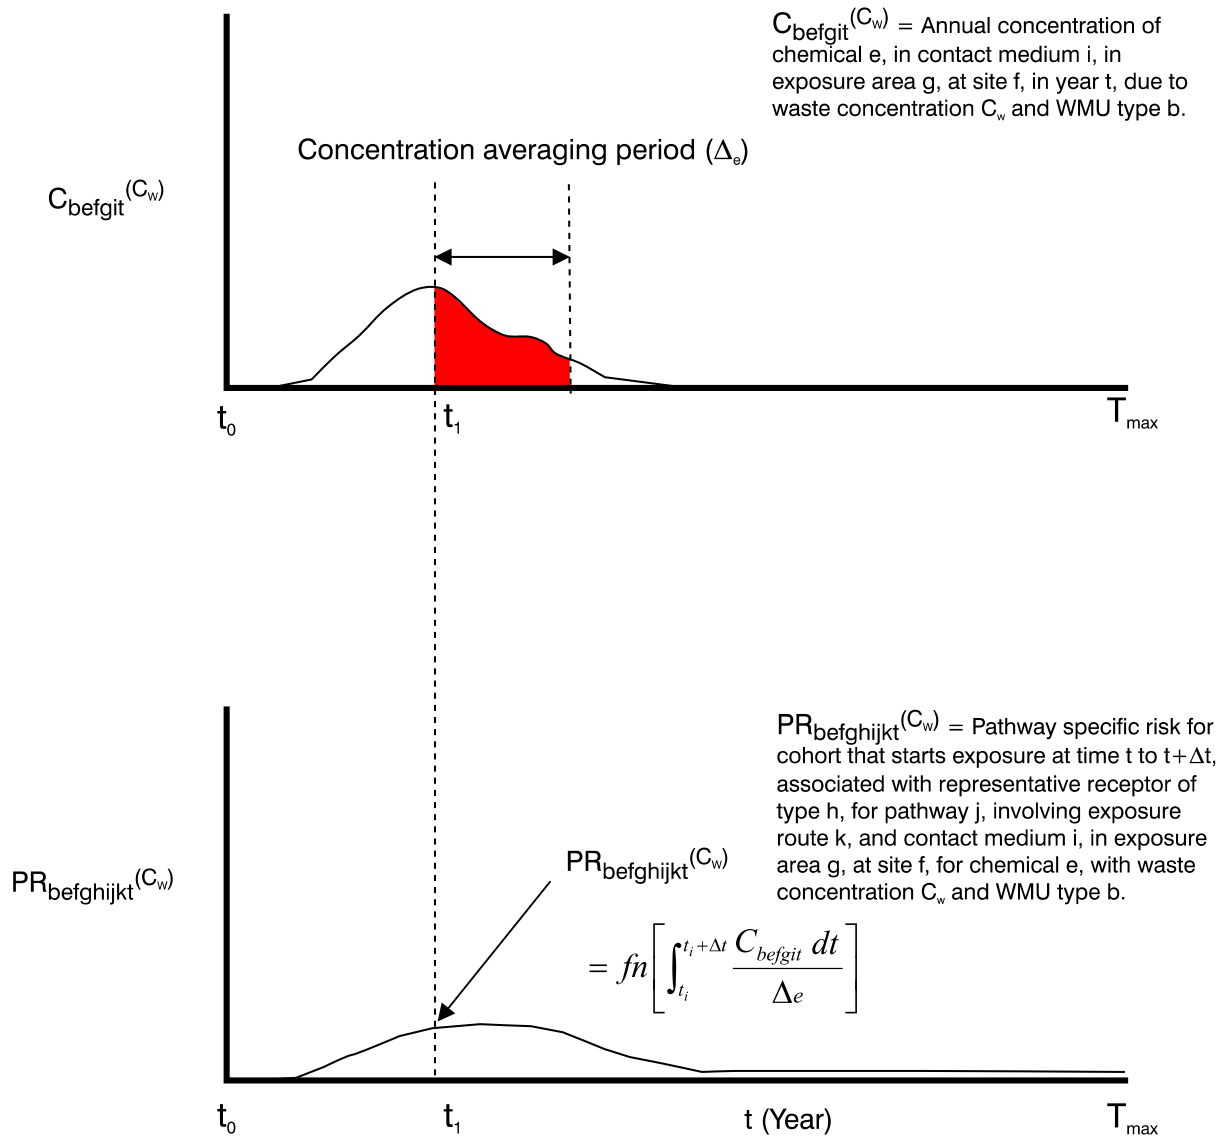 C_befgit^(C_w) = Annual concentration of
chemical e, in contact medium i, in
exposure area g, at site f, in year t, due to
waste concentration C_w and WMU type b.
Concentration averaging period (Δ_e)
C_befgit^(C_w)
t_0
t_1
T_max
PR_befghijkt^(C_w) = Pathway specific risk for
cohort that starts exposure at time t to t+Δt,
associated with representative receptor of
type h, for pathway j, involving exposure
route k, and contact medium i, in exposure
area g, at site f, for chemical e, with waste
concentration C_w and WMU type b.
PR_befghijkt^(C_w)
PR_befghijkt^(C_w)
= fn[∫_{t_i}^{t_i+Δt} C_befgit dt / Δe]
t_0
t_1
t (Year)
T_max